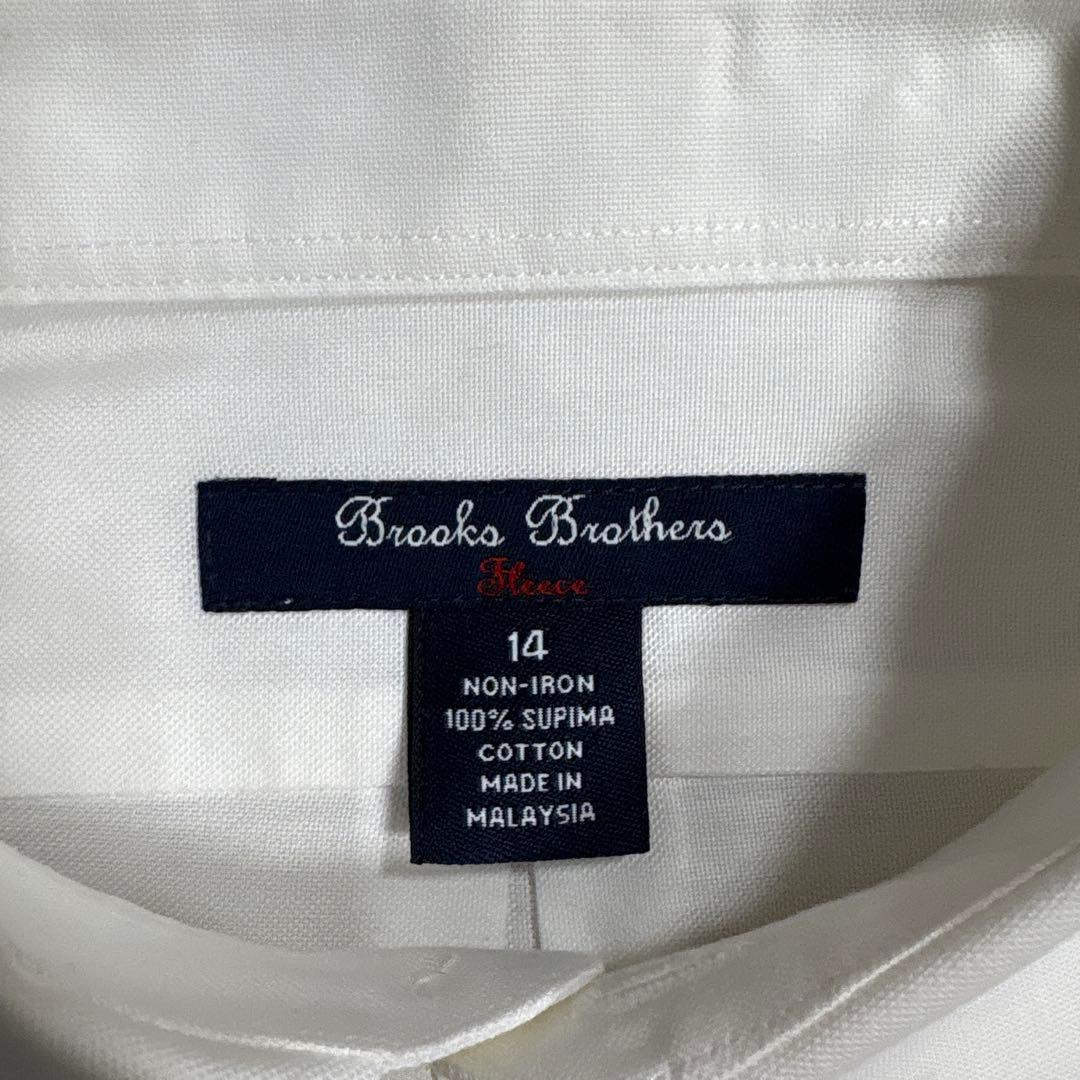 Brooks Brothers
Fleece
14
NON-IRON
100% SUPIMA
COTTON
MADE IN
MALAYSIA